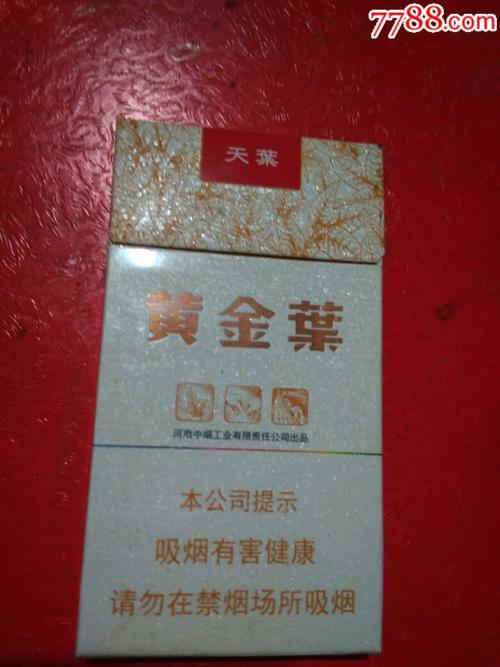 7788.com
天葉
黄金葉
河南中烟工业有限责任公司出品
本公司提示
吸烟有害健康
请勿在禁烟场所吸烟